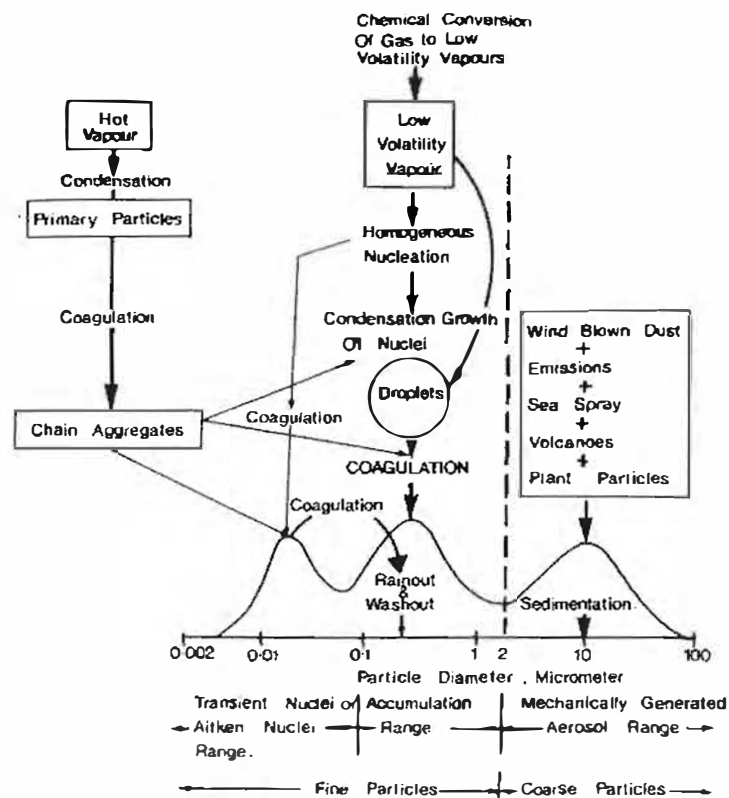 Chemical Conversion
Of Gas to Low
Volatility Vapours
Hot
Vapour
Low
Volatility
Vapour
Condensation
Primary Particles
Homogeneous
Nucleation
Coagulation
Condensation Growth
Of Nuclei
Droplets
Wind Blown Dust
+
Emissions
+
Sea Spray
+
Volcanoes
+
Plant Particles
Chain Aggregates
Coagulation
COAGULATION
Coagulation
Rainout
&
Washout
Sedimentation
0.002 0.01 0.1 1 2 10 100
Particle Diameter, Micrometer
Transient Nuclei or
Aitken Nuclei
Range.
Accumulation
Range
Mechanically Generated
Aerosol Range
Fine Particles
Coarse Particles